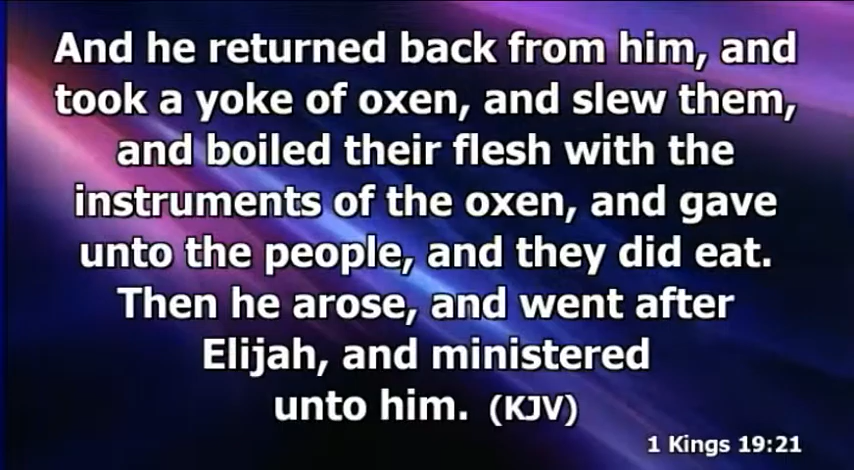 And he returned back from him, and
took a yoke of oxen, and slew them,
and boiled their flesh with the
instruments of the oxen, and gave
unto the people, and they did eat.
Then he arose, and went after
Elijah, and ministered
unto him. (KJV)
1 Kings 19:21